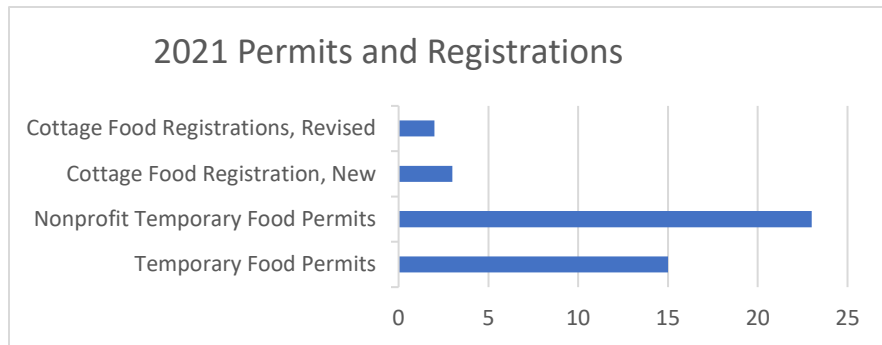 2021 Permits and Registrations
Cottage Food Registrations, Revised
Cottage Food Registration, New
Nonprofit Temporary Food Permits
Temporary Food Permits
0 5 10 15 20 25